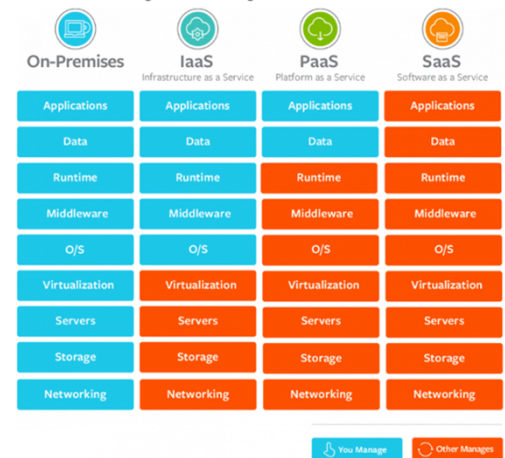 On-Premises IaaS PaaS SaaS
Infrastructure as a Service Platform as a Service Software as a Service
Applications Applications Applications Applications
Data Data Data Data
Runtime Runtime Runtime Runtime
Middleware Middleware Middleware Middleware
O/S O/S O/S O/S
Virtualization Virtualization Virtualization Virtualization
Servers Servers Servers Servers
Storage Storage Storage Storage
Networking Networking Networking Networking
You Manage Other Manages